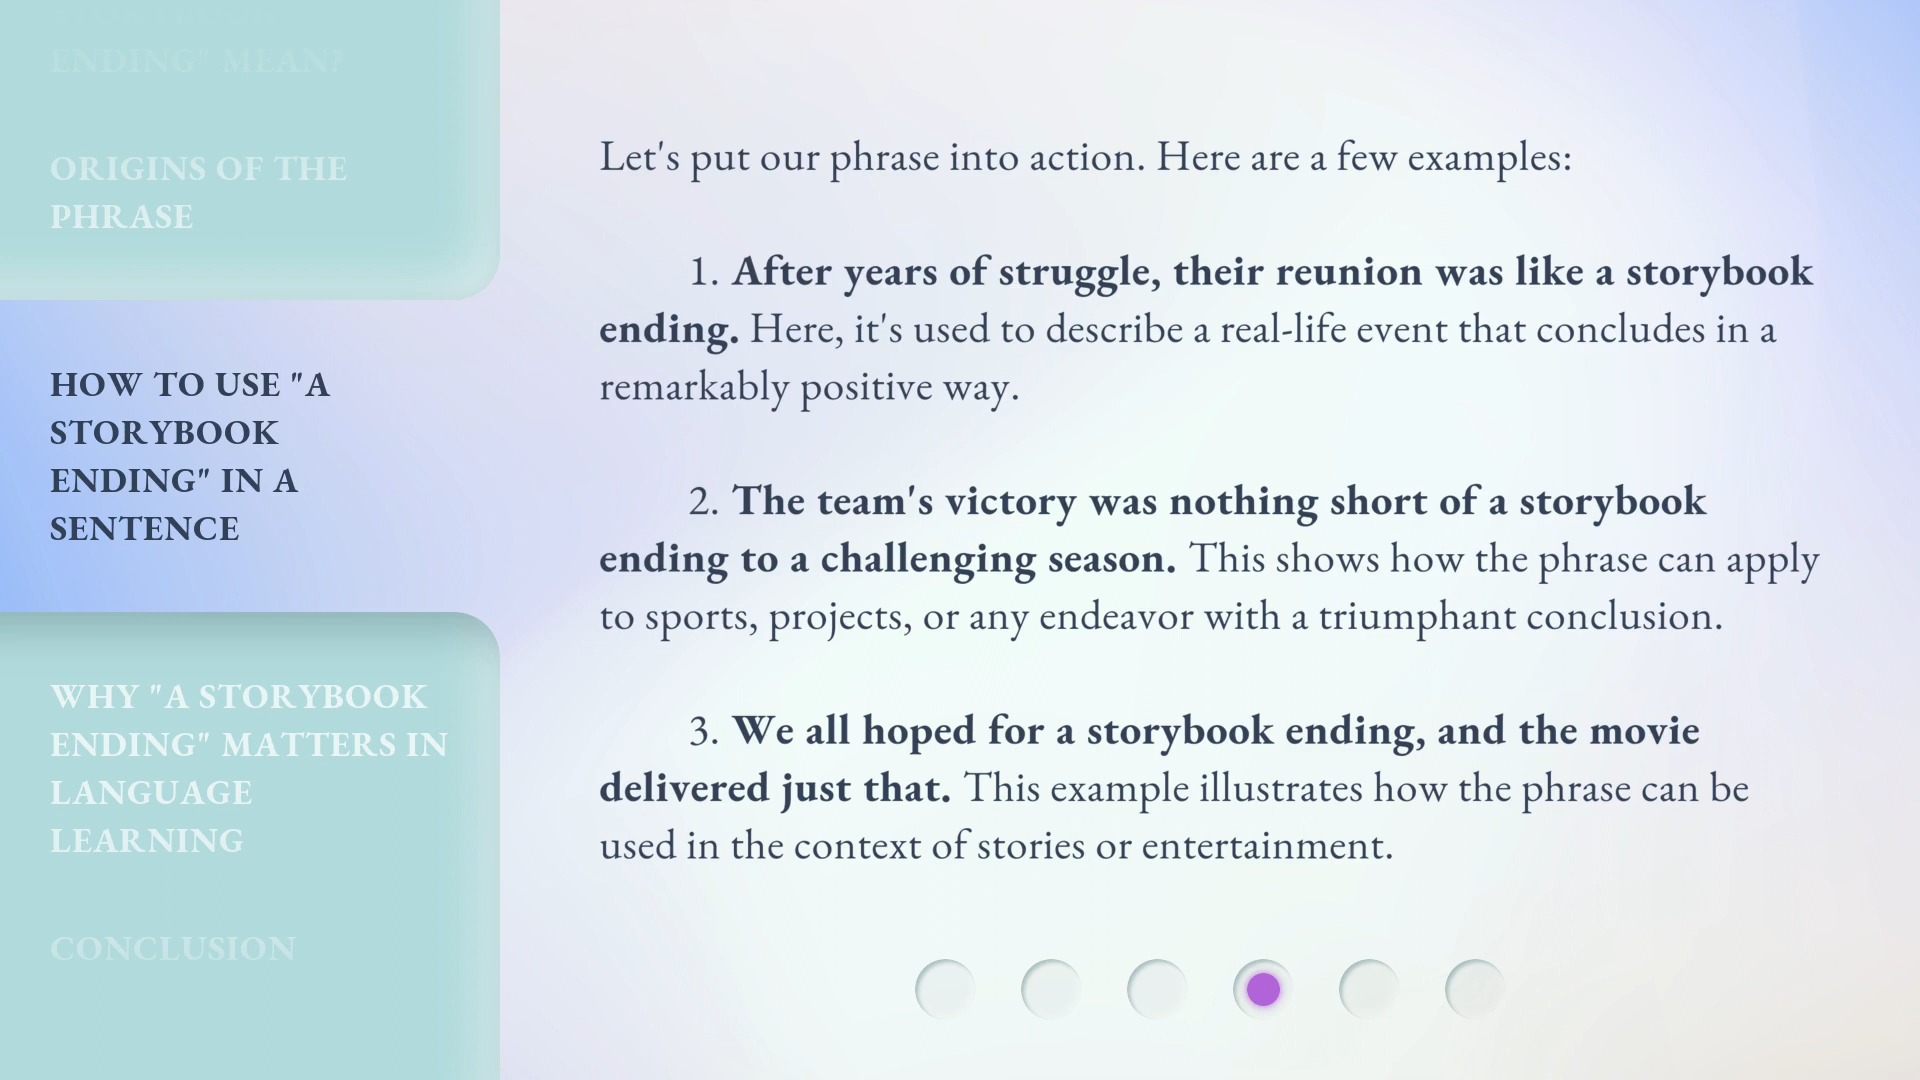 ENDING" MEAN?
ORIGINS OF THE
PHRASE
HOW TO USE "A
STORYBOOK
ENDING" IN A
SENTENCE
WHY "A STORYBOOK
ENDING" MATTERS IN
LANGUAGE
LEARNING
CONCLUSION
Let's put our phrase into action. Here are a few examples:
1. After years of struggle, their reunion was like a storybook
ending. Here, it's used to describe a real-life event that concludes in a
remarkably positive way.
2. The team's victory was nothing short of a storybook
ending to a challenging season. This shows how the phrase can apply
to sports, projects, or any endeavor with a triumphant conclusion.
3. We all hoped for a storybook ending, and the movie
delivered just that. This example illustrates how the phrase can be
used in the context of stories or entertainment.